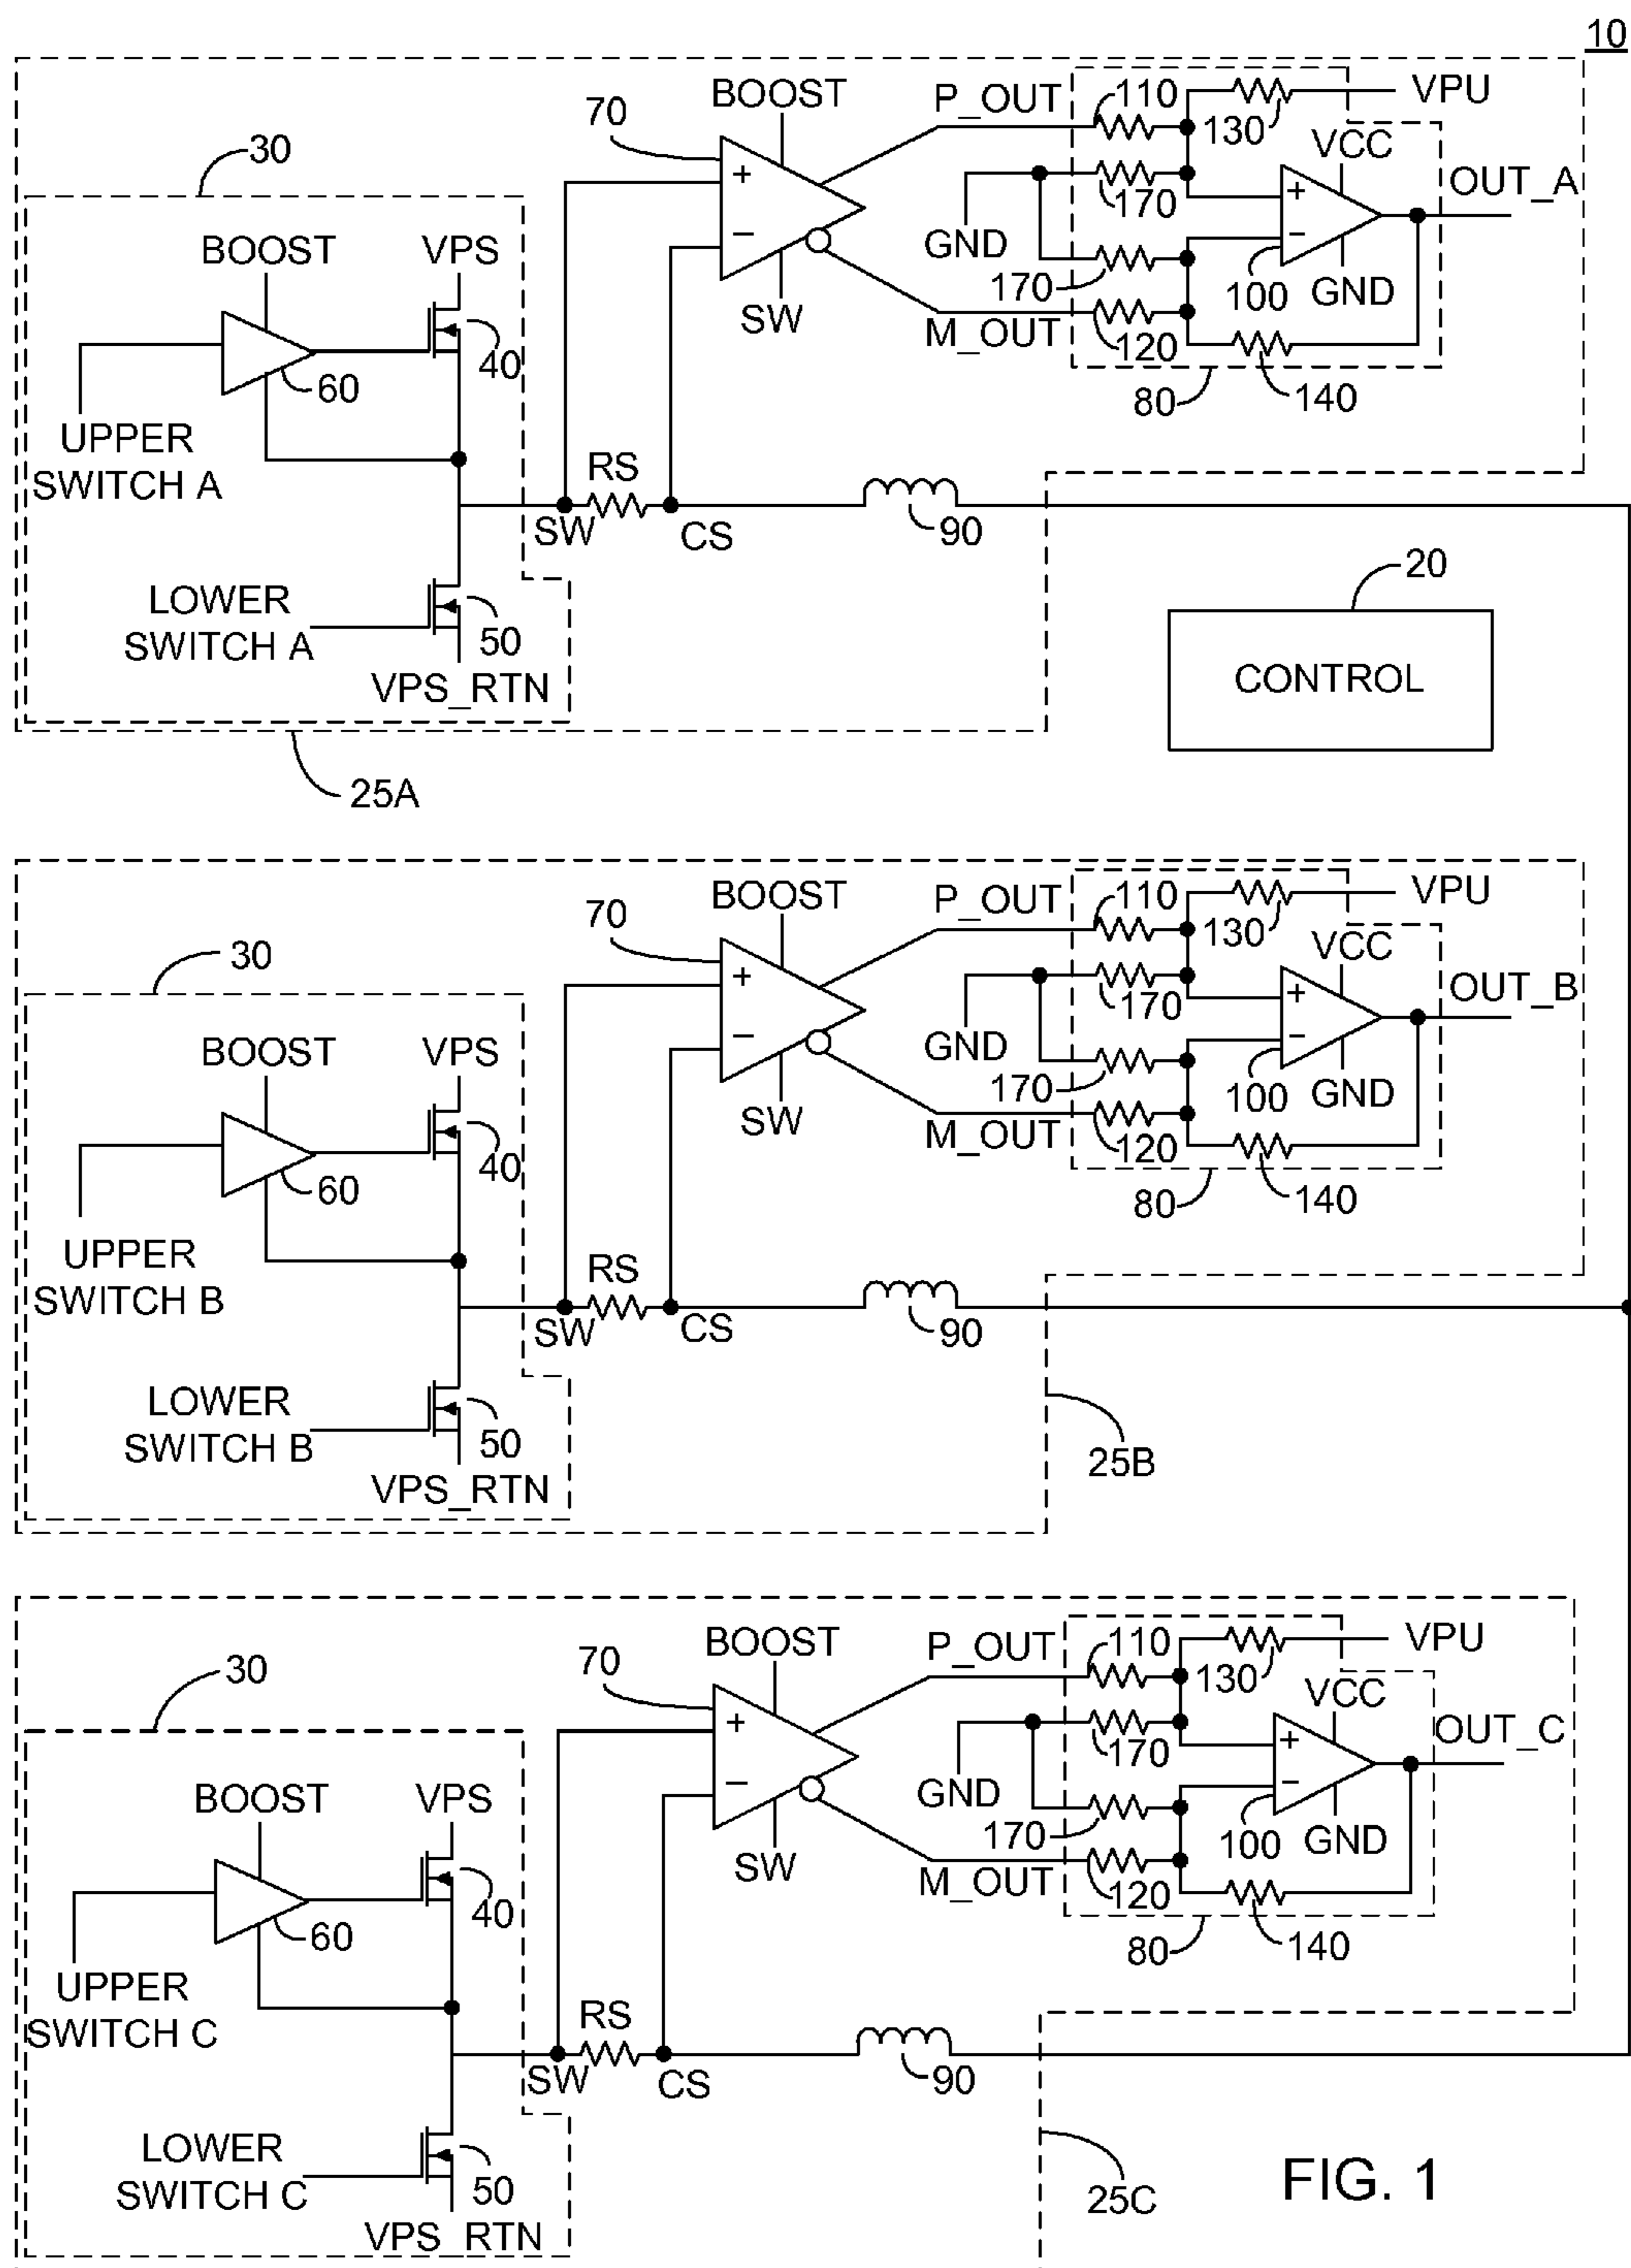 10
BOOST
P_OUT
110
VPU
70
130
VCC
30
+
170
+
OUT_A
BOOST
VPS
−
GND
−
170
100
GND
SW
M_OUT
120
40
60
80
140
UPPER
SWITCH A
RS
SW
CS
90
20
LOWER
SWITCH A
50
CONTROL
VPS_RTN
25A
BOOST
P_OUT
110
VPU
70
130
VCC
30
+
170
+
OUT_B
BOOST
VPS
−
GND
−
170
100
GND
SW
M_OUT
120
40
60
80
140
UPPER
SWITCH B
RS
SW
CS
90
LOWER
SWITCH B
50
25B
VPS_RTN
BOOST
P_OUT
110
VPU
70
130
VCC
30
+
170
+
OUT_C
BOOST
VPS
−
GND
−
170
100
GND
SW
M_OUT
120
40
60
80
140
UPPER
SWITCH C
RS
SW
CS
90
LOWER
SWITCH C
50
25C
VPS_RTN
FIG. 1